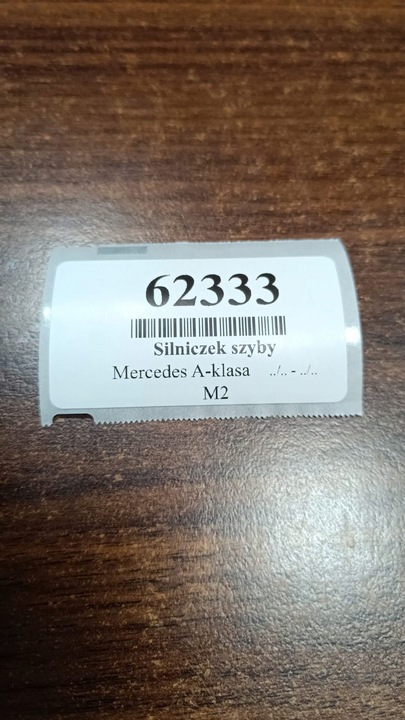 62333
Silniczek szyby
Mercedes A-klasa ../.. - ../..
M2